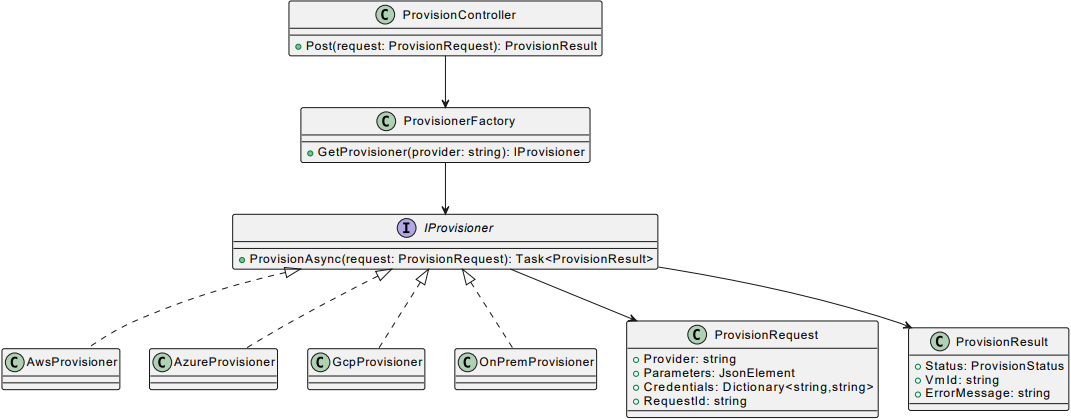 C ProvisionController
Post(request: ProvisionRequest): ProvisionResult
C ProvisionerFactory
GetProvisioner(provider: string): IProvisioner
I IProvisioner
ProvisionAsync(request: ProvisionRequest): Task<ProvisionResult>
C AwsProvisioner
C AzureProvisioner
C GcpProvisioner
C OnPremProvisioner
C ProvisionRequest
Provider: string
Parameters: JsonElement
Credentials: Dictionary<string,string>
RequestId: string
C ProvisionResult
Status: ProvisionStatus
VmId: string
ErrorMessage: string